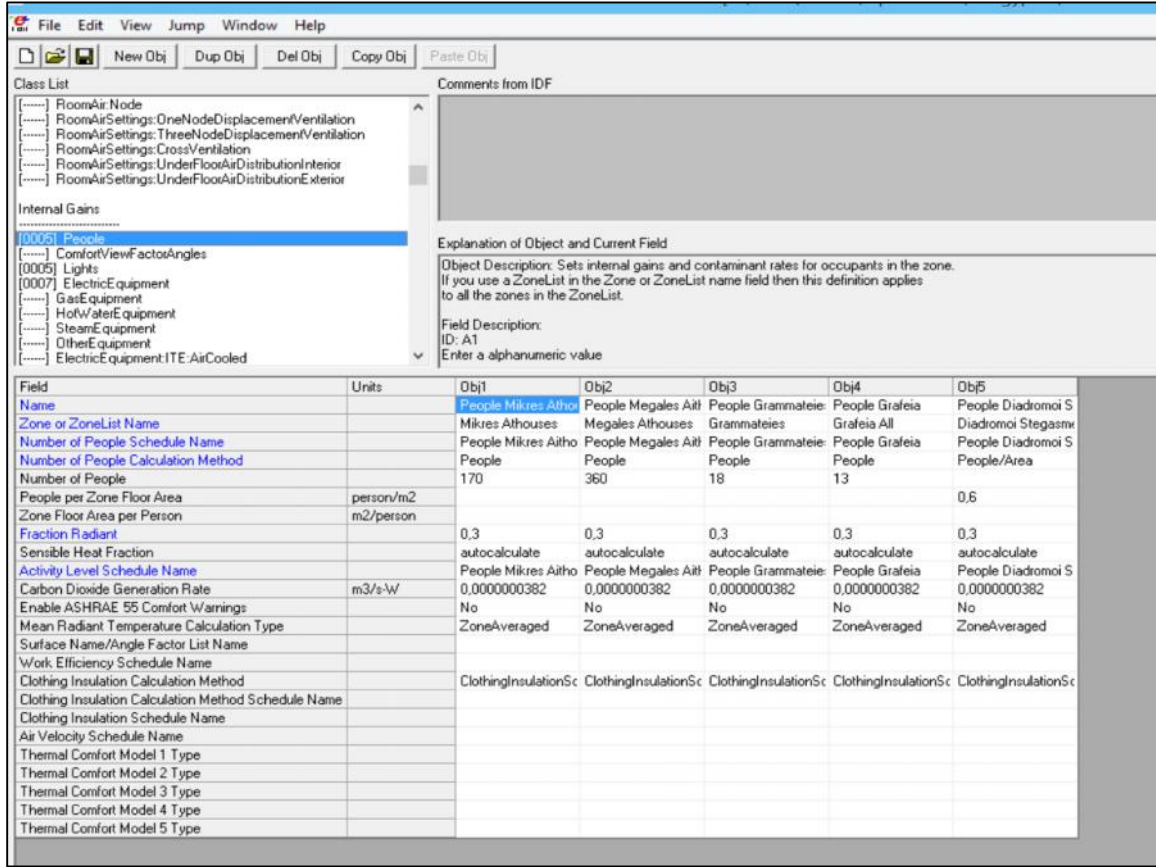 File Edit View Jump Window Help
New Obj Dup Obj Del Obj Copy Obj Paste Obj
Class List
[------] RoomAir:Node
[------] RoomAirSettings:OneNodeDisplacementVentilation
[------] RoomAirSettings:ThreeNodeDisplacementVentilation
[------] RoomAirSettings:CrossVentilation
[------] RoomAirSettings:UnderFloorAirDistributionInterior
[------] RoomAirSettings:UnderFloorAirDistributionExterior
Internal Gains
--------------------------
[0005] People
[------] ComfortViewFactorAngles
[0005] Lights
[0007] ElectricEquipment
[------] GasEquipment
[------] HotWaterEquipment
[------] SteamEquipment
[------] OtherEquipment
[------] ElectricEquipment:ITE:AirCooled
Comments from IDF
Explanation of Object and Current Field
Object Description: Sets internal gains and contaminant rates for occupants in the zone.
If you use a ZoneList in the Zone or ZoneList name field then this definition applies
to all the zones in the ZoneList.
Field Description:
ID: A1
Enter a alphanumeric value
Field Units Obj1 Obj2 Obj3 Obj4 Obj5
Name People Mikres Athou People Megales Aith People Grammateie: People Grafeia People Diadromoi S
Zone or ZoneList Name Mikres Athouses Megales Athouses Grammateies Grafeia All Diadromoi Stegasme
Number of People Schedule Name People Mikres Aitho People Megales Aith People Grammateie: People Grafeia People Diadromoi S
Number of People Calculation Method People People People People People/Area
Number of People 170 360 18 13
People per Zone Floor Area person/m2 0,6
Zone Floor Area per Person m2/person
Fraction Radiant 0,3 0,3 0,3 0,3 0,3
Sensible Heat Fraction autocalculate autocalculate autocalculate autocalculate autocalculate
Activity Level Schedule Name People Mikres Aitho People Megales Aith People Grammateie: People Grafeia People Diadromoi S
Carbon Dioxide Generation Rate m3/s-W 0,0000000382 0,0000000382 0,0000000382 0,0000000382 0,0000000382
Enable ASHRAE 55 Comfort Warnings No No No No No
Mean Radiant Temperature Calculation Type ZoneAveraged ZoneAveraged ZoneAveraged ZoneAveraged ZoneAveraged
Surface Name/Angle Factor List Name
Work Efficiency Schedule Name
Clothing Insulation Calculation Method ClothingInsulationSc ClothingInsulationSc ClothingInsulationSc ClothingInsulationSc ClothingInsulationSc
Clothing Insulation Calculation Method Schedule Name
Clothing Insulation Schedule Name
Air Velocity Schedule Name
Thermal Comfort Model 1 Type
Thermal Comfort Model 2 Type
Thermal Comfort Model 3 Type
Thermal Comfort Model 4 Type
Thermal Comfort Model 5 Type